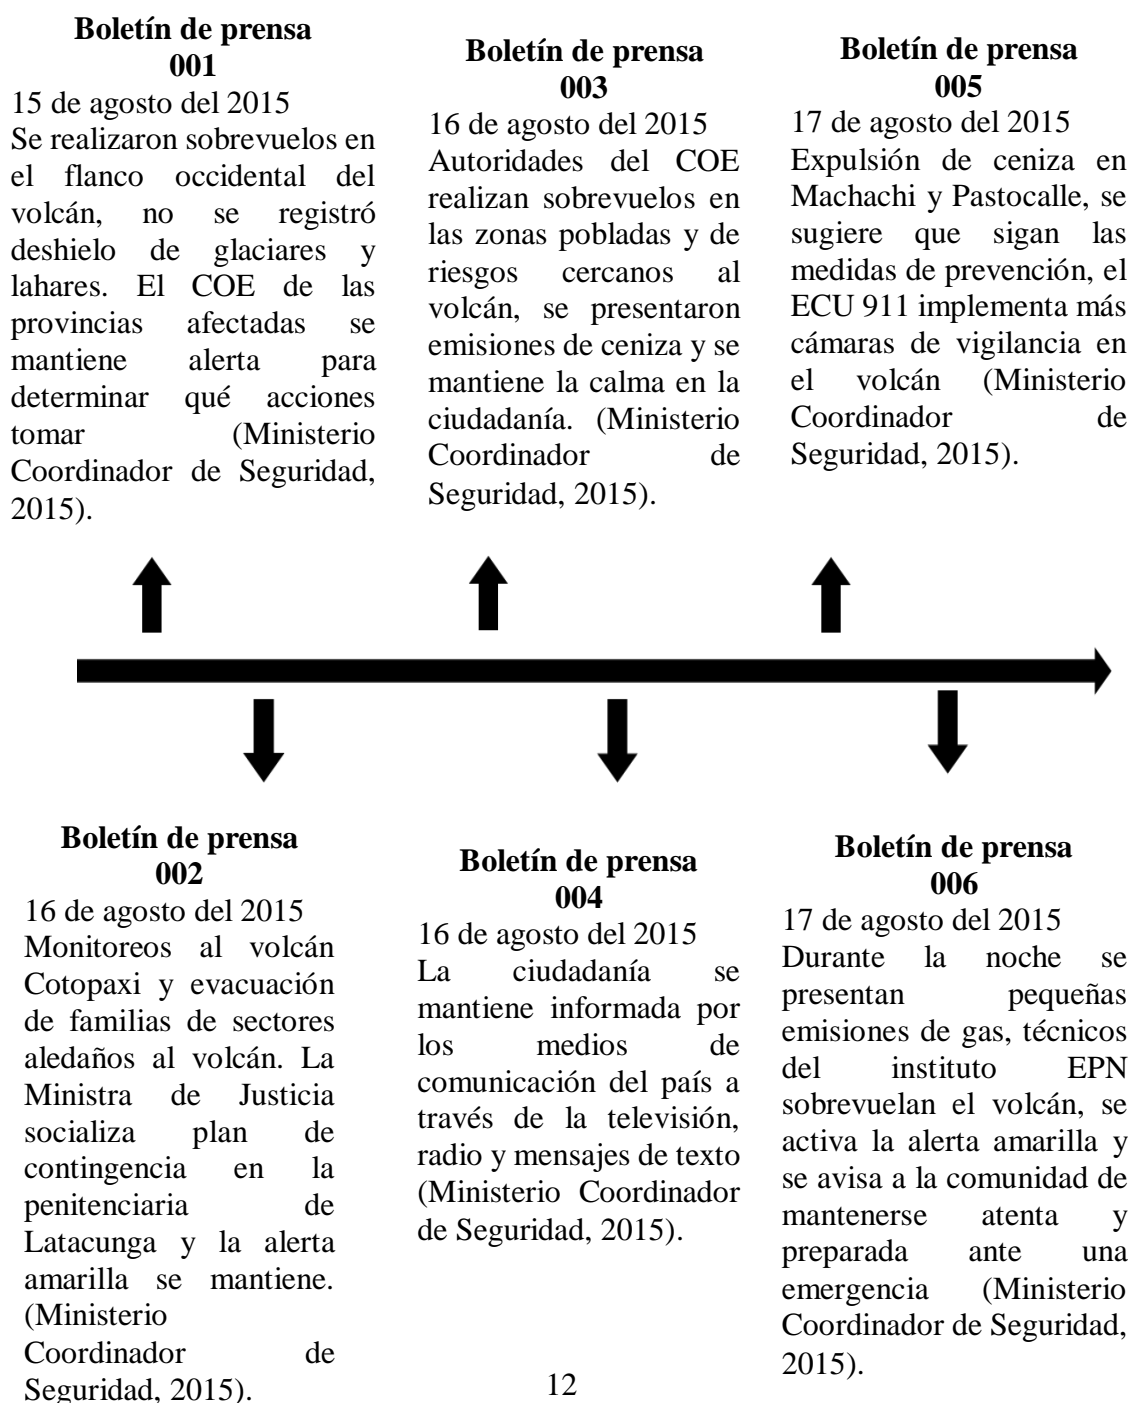 Boletín de prensa
001
15 de agosto del 2015
Se realizaron sobrevuelos en
el flanco occidental del
volcán, no se registró
deshielo de glaciares y
lahares. El COE de las
provincias afectadas se
mantiene alerta para
determinar qué acciones
tomar (Ministerio
Coordinador de Seguridad,
2015).
Boletín de prensa
003
16 de agosto del 2015
Autoridades del COE
realizan sobrevuelos en
las zonas pobladas y de
riesgos cercanos al
volcán, se presentaron
emisiones de ceniza y se
mantiene la calma en la
ciudadanía. (Ministerio
Coordinador de
Seguridad, 2015).
Boletín de prensa
005
17 de agosto del 2015
Expulsión de ceniza en
Machachi y Pastocalle, se
sugiere que sigan las
medidas de prevención, el
ECU 911 implementa más
cámaras de vigilancia en
el volcán (Ministerio
Coordinador de
Seguridad, 2015).
Boletín de prensa
002
16 de agosto del 2015
Monitoreos al volcán
Cotopaxi y evacuación
de familias de sectores
aledaños al volcán. La
Ministra de Justicia
socializa plan de
contingencia en la
penitenciaria de
Latacunga y la alerta
amarilla se mantiene.
(Ministerio
Coordinador de
Seguridad, 2015).
Boletín de prensa
004
16 de agosto del 2015
La ciudadanía se
mantiene informada por
los medios de
comunicación del país a
través de la televisión,
radio y mensajes de texto
(Ministerio Coordinador
de Seguridad, 2015).
Boletín de prensa
006
17 de agosto del 2015
Durante la noche se
presentan pequeñas
emisiones de gas, técnicos
del instituto EPN
sobrevuelan el volcán, se
activa la alerta amarilla y
se avisa a la comunidad de
mantenerse atenta y
preparada ante una
emergencia (Ministerio
Coordinador de Seguridad,
2015).
12